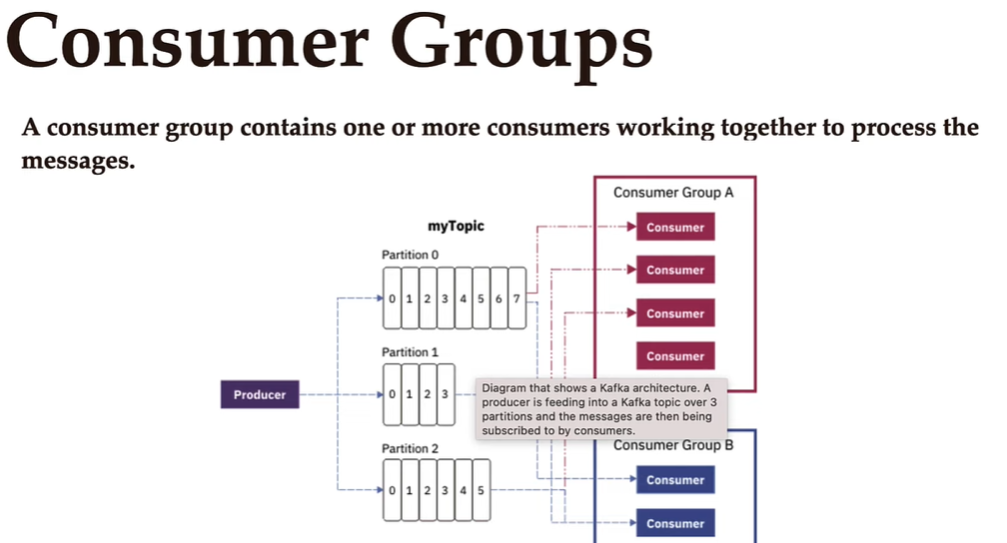 Consumer Groups
A consumer group contains one or more consumers working together to process the
messages.
Consumer Group A
myTopic
Consumer
Partition 0
Consumer
0 1 2 3 4 5 6 7
Consumer
Partition 1
Consumer
Producer
0 1 2 3
Diagram that shows a Kafka architecture. A
producer is feeding into a Kafka topic over 3
partitions and the messages are then being
subscribed to by consumers.
Partition 2
Consumer Group B
Consumer
0 1 2 3 4 5
Consumer